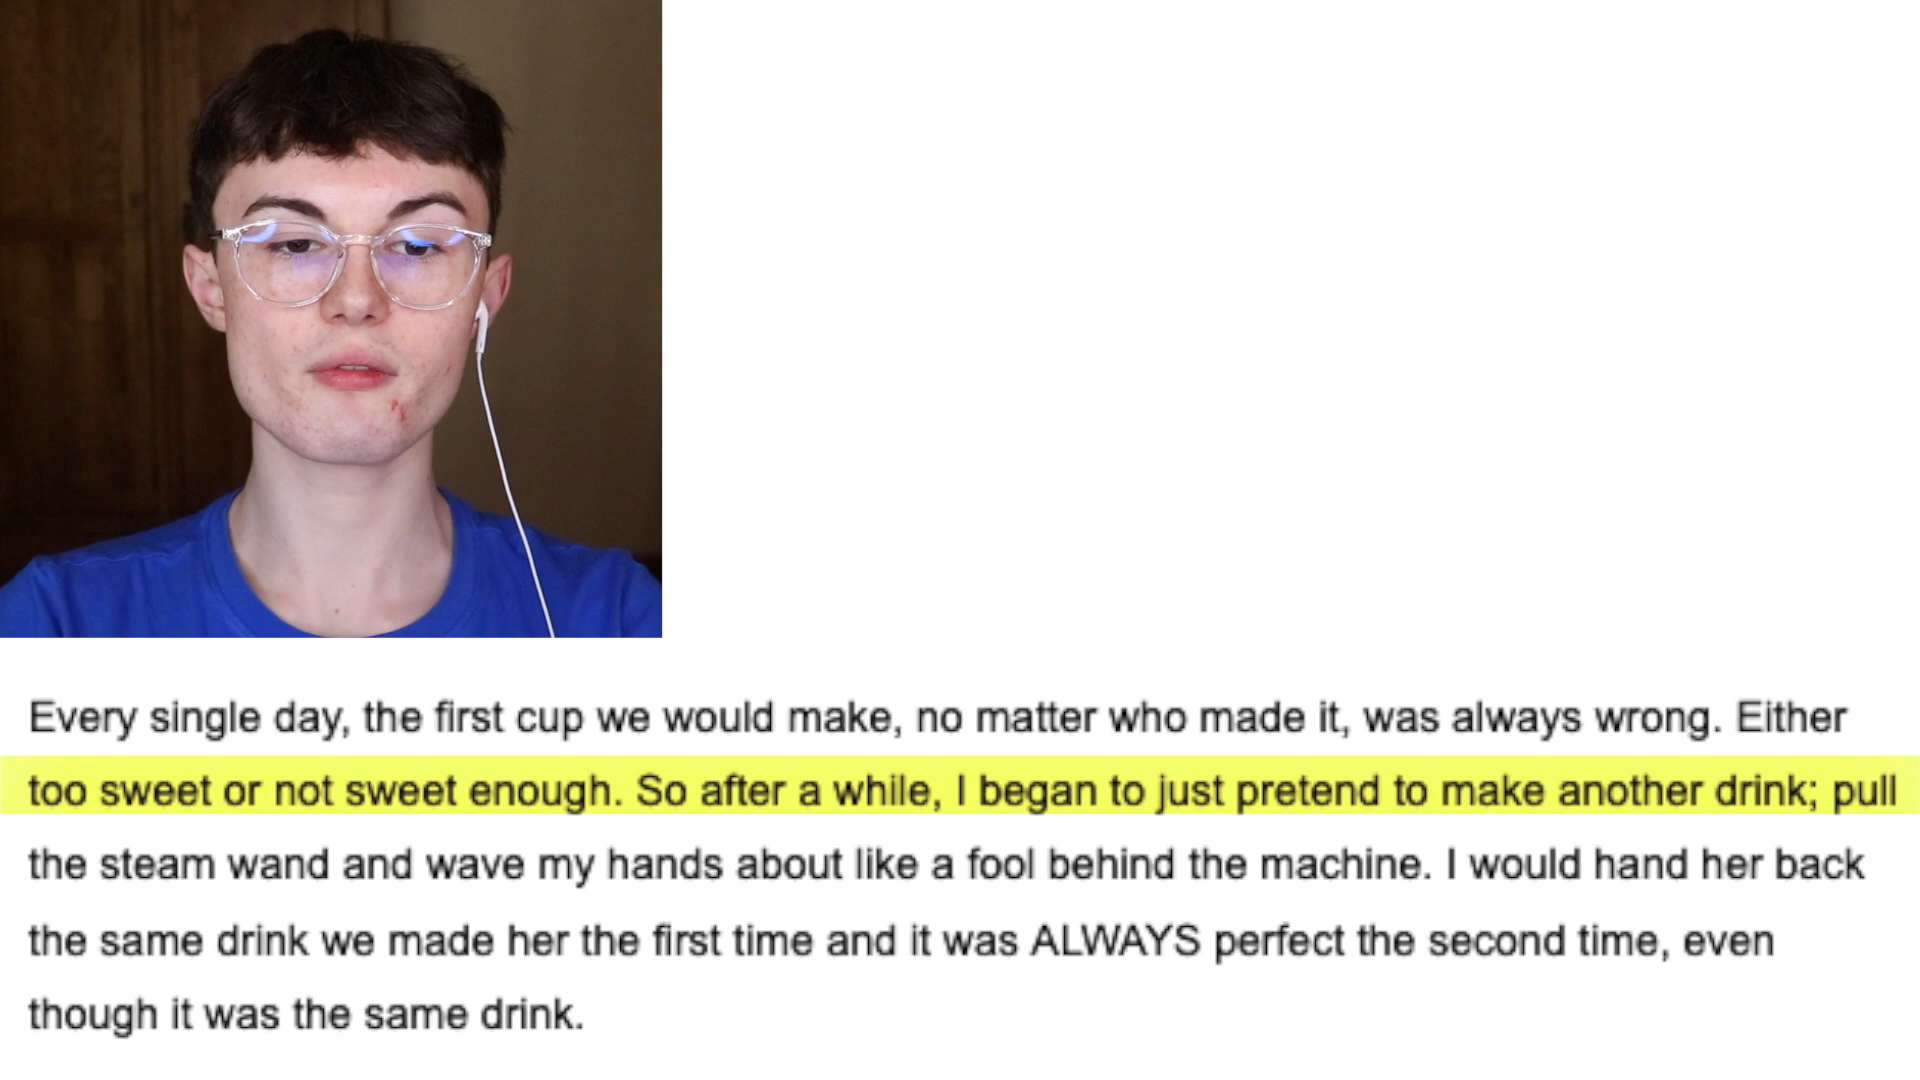 Every single day, the first cup we would make, no matter who made it, was always wrong. Either
too sweet or not sweet enough. So after a while, I began to just pretend to make another drink; pull
the steam wand and wave my hands about like a fool behind the machine. I would hand her back
the same drink we made her the first time and it was ALWAYS perfect the second time, even
though it was the same drink.